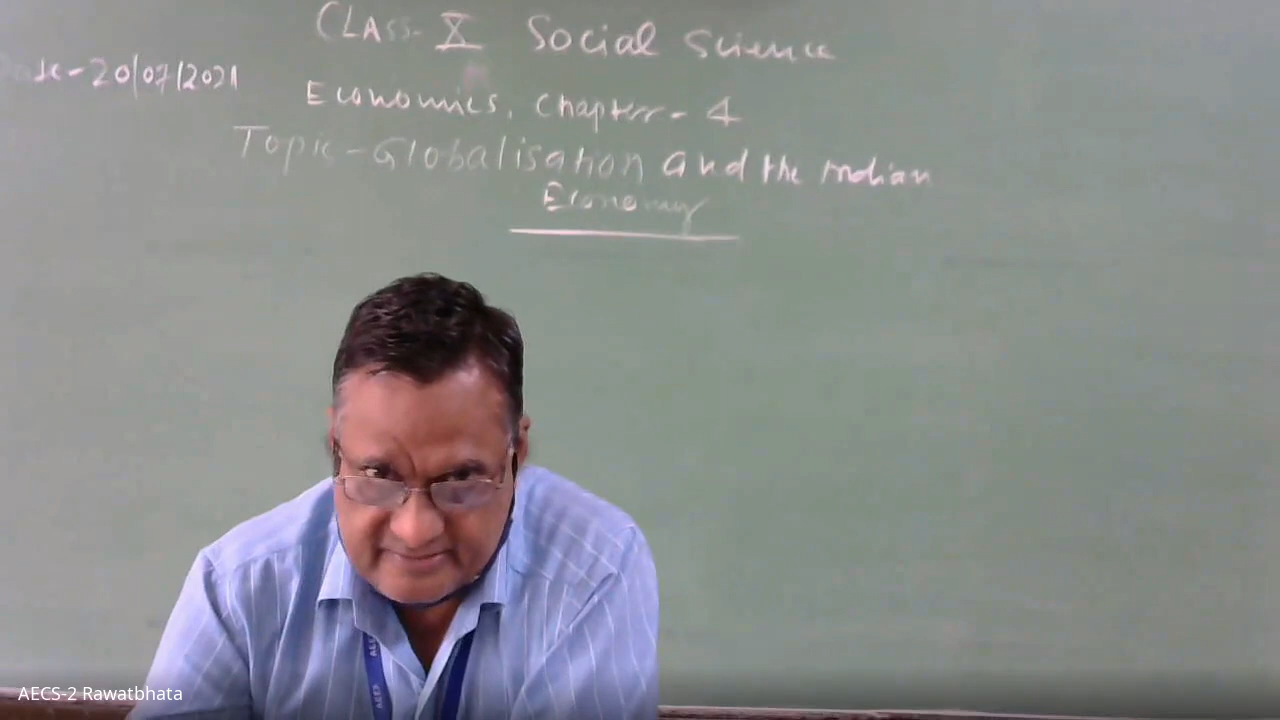 CLASS-X Social Science
Date-20/07/2021
Economics, Chapter-4
Topic-Globalisation and the Indian
Economy
AECS-2 Rawatbhata